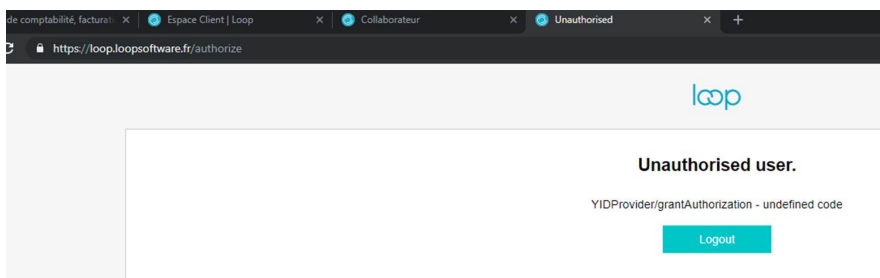 de comptabilité, facturati
Espace Client | Loop
Collaborateur
Unauthorised
https://loop.loopsoftware.fr/authorize
loop
Unauthorised user.
YIDProvider/grantAuthorization - undefined code
Logout